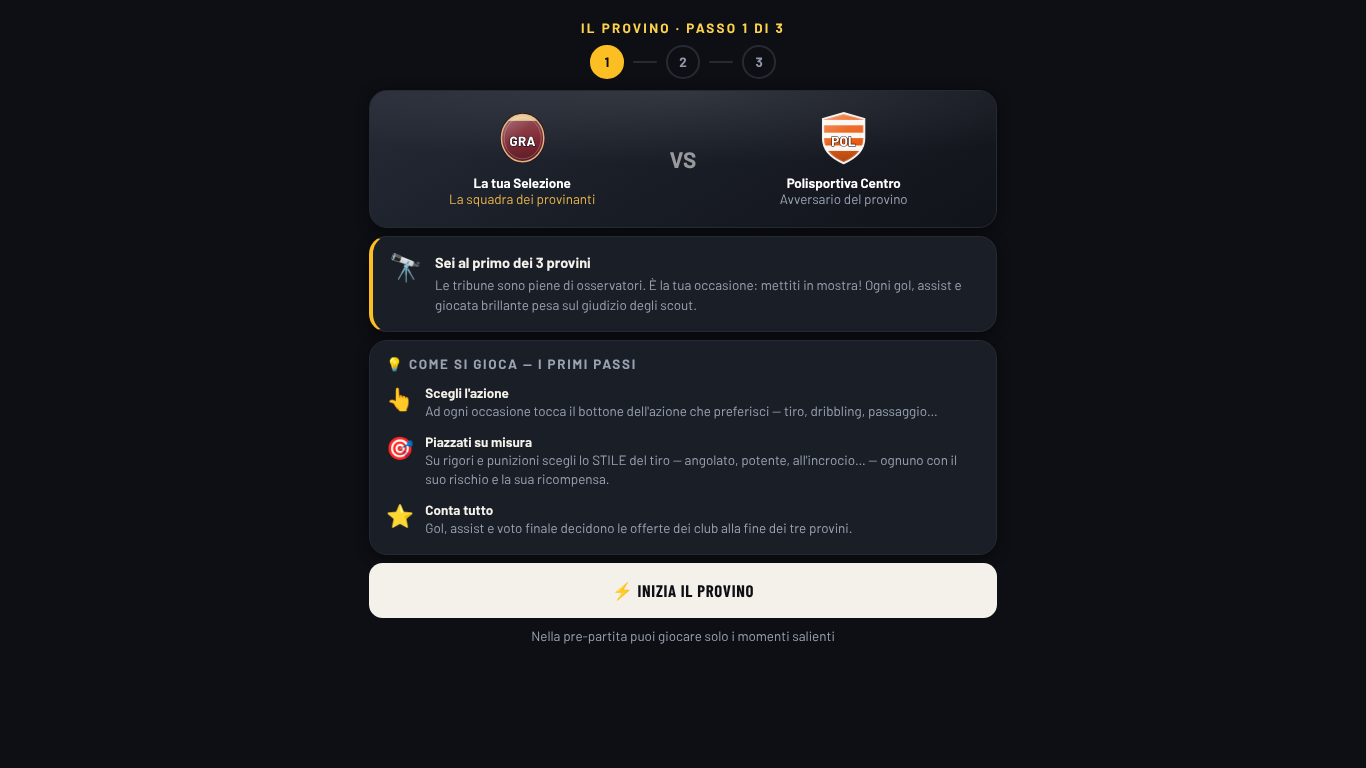 IL PROVINO · PASSO 1 DI 3
1 2 3
GRA
VS
POL
La tua Selezione
La squadra dei provinanti
Polisportiva Centro
Avversario del provino
Sei al primo dei 3 provini
Le tribune sono piene di osservatori. È la tua occasione: mettiti in mostra! Ogni gol, assist e
giocata brillante pesa sul giudizio degli scout.
💡 COME SI GIOCA — I PRIMI PASSI
Scegli l'azione
Ad ogni occasione tocca il bottone dell'azione che preferisci — tiro, dribbling, passaggio…
Piazzati su misura
Su rigori e punizioni scegli lo STILE del tiro — angolato, potente, all'incrocio… — ognuno con il
suo rischio e la sua ricompensa.
Conta tutto
Gol, assist e voto finale decidono le offerte dei club alla fine dei tre provini.
⚡ INIZIA IL PROVINO
Nella pre-partita puoi giocare solo i momenti salienti